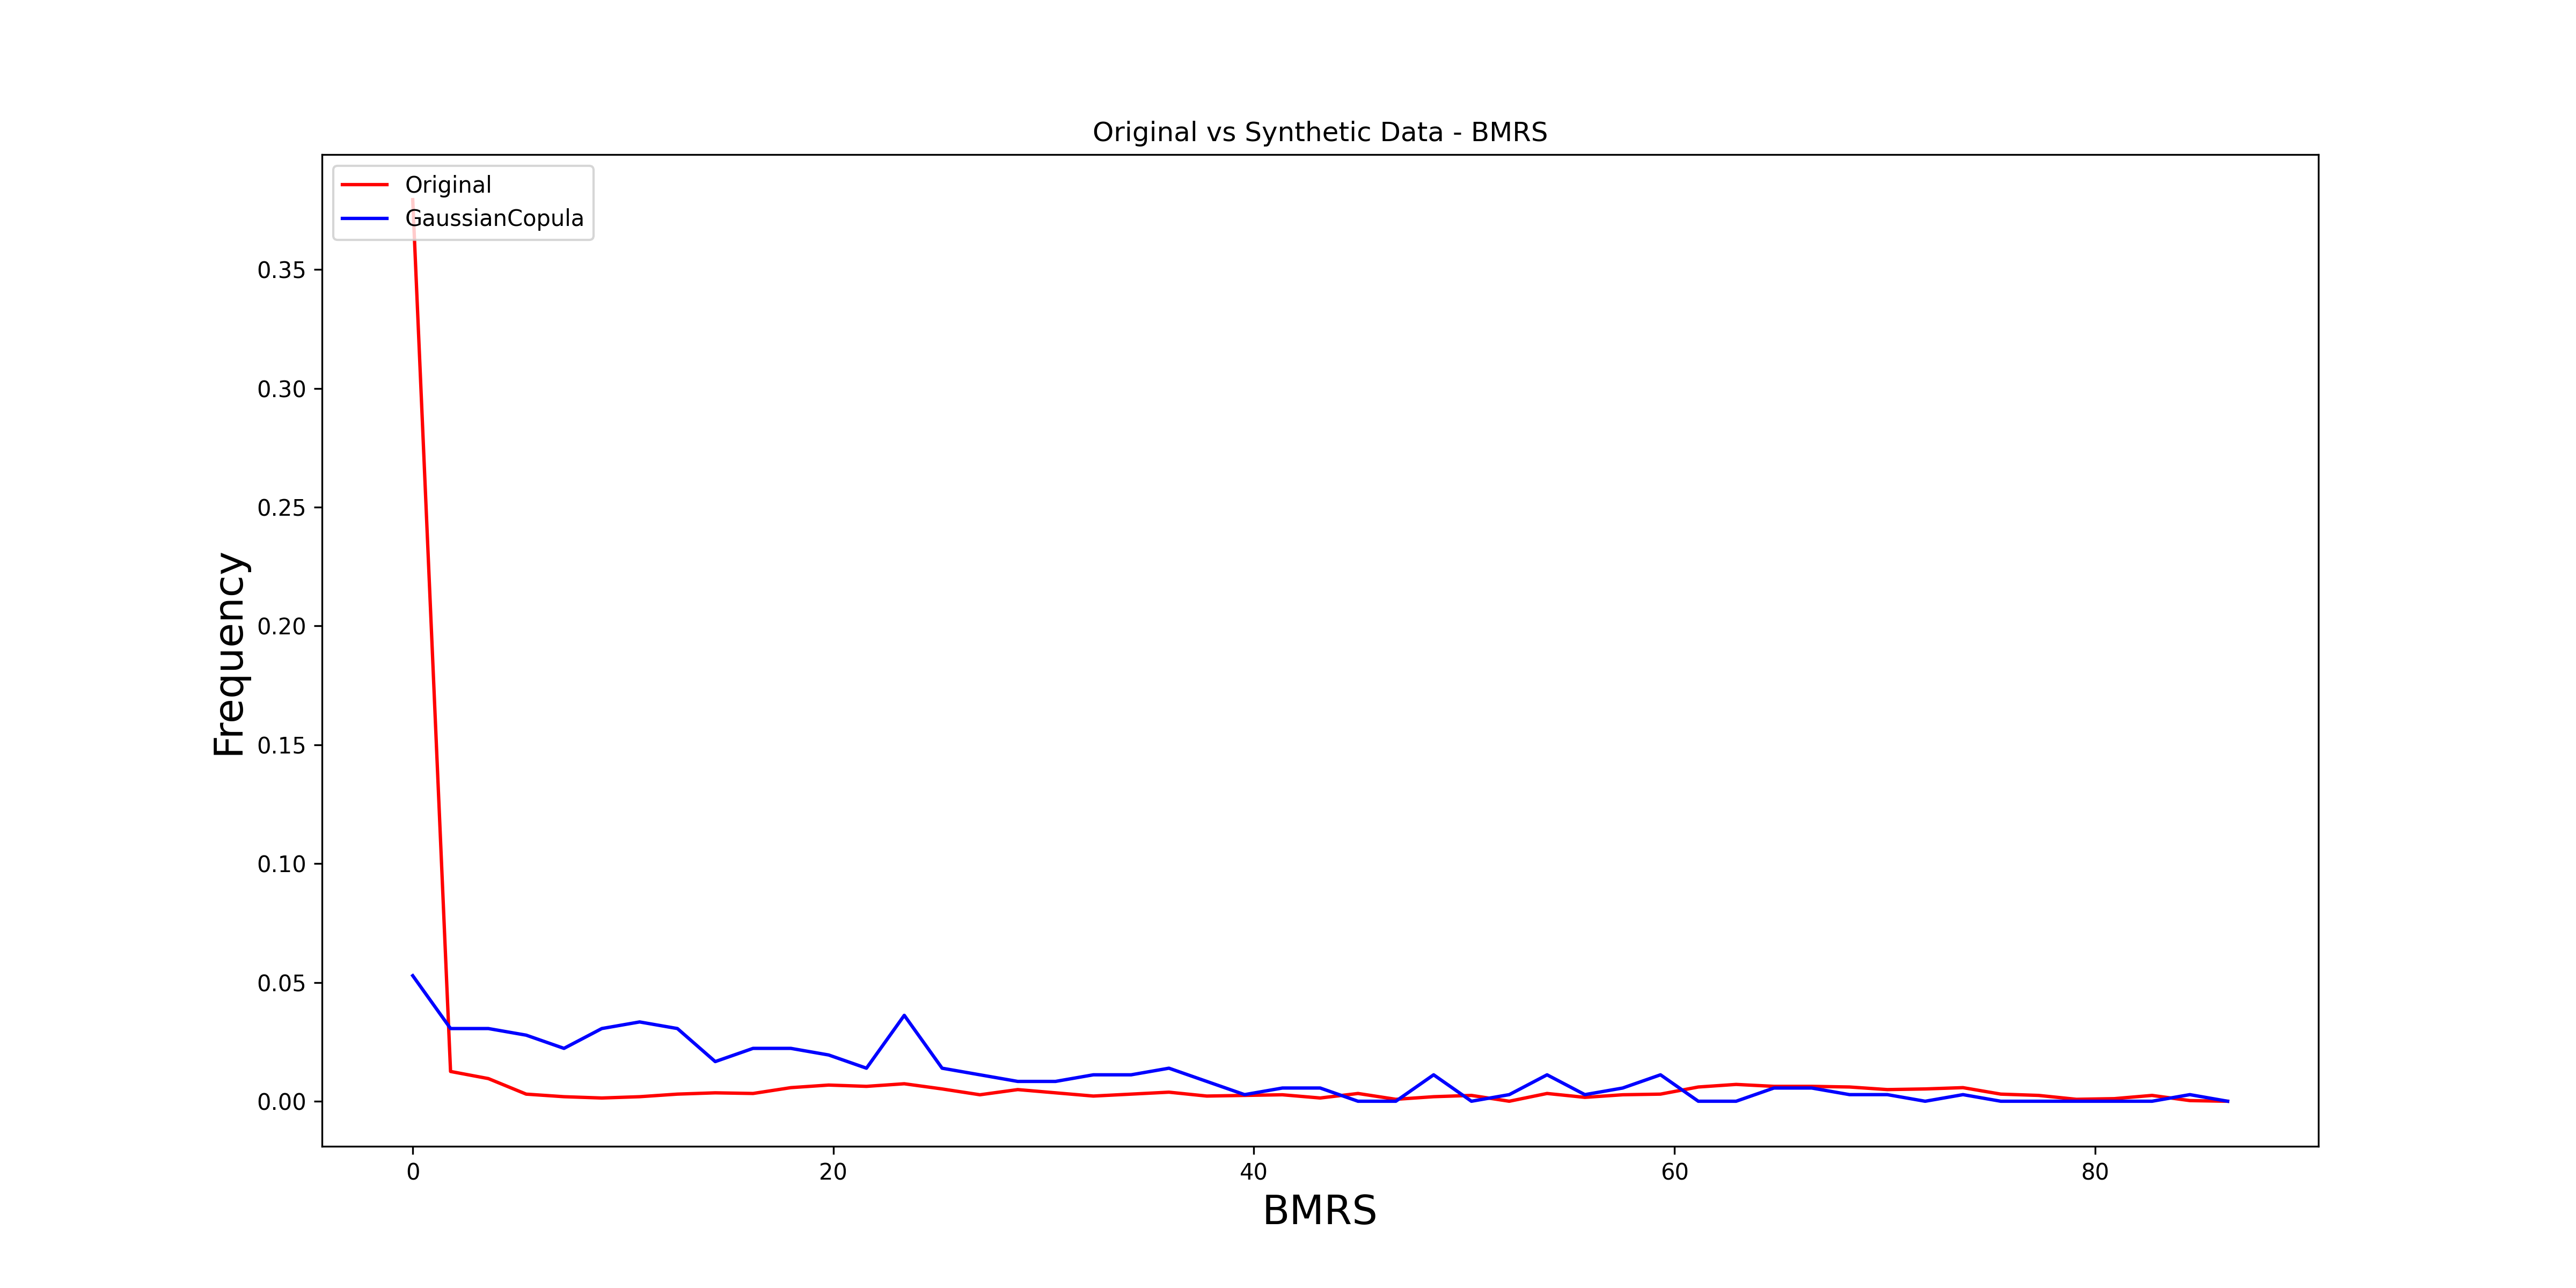 Original vs Synthetic Data - BMRS
Original
GaussianCopula
0.35
0.30
0.25
0.20
0.15
0.10
0.05
0.00
Frequency
0 20 40 60 80
BMRS